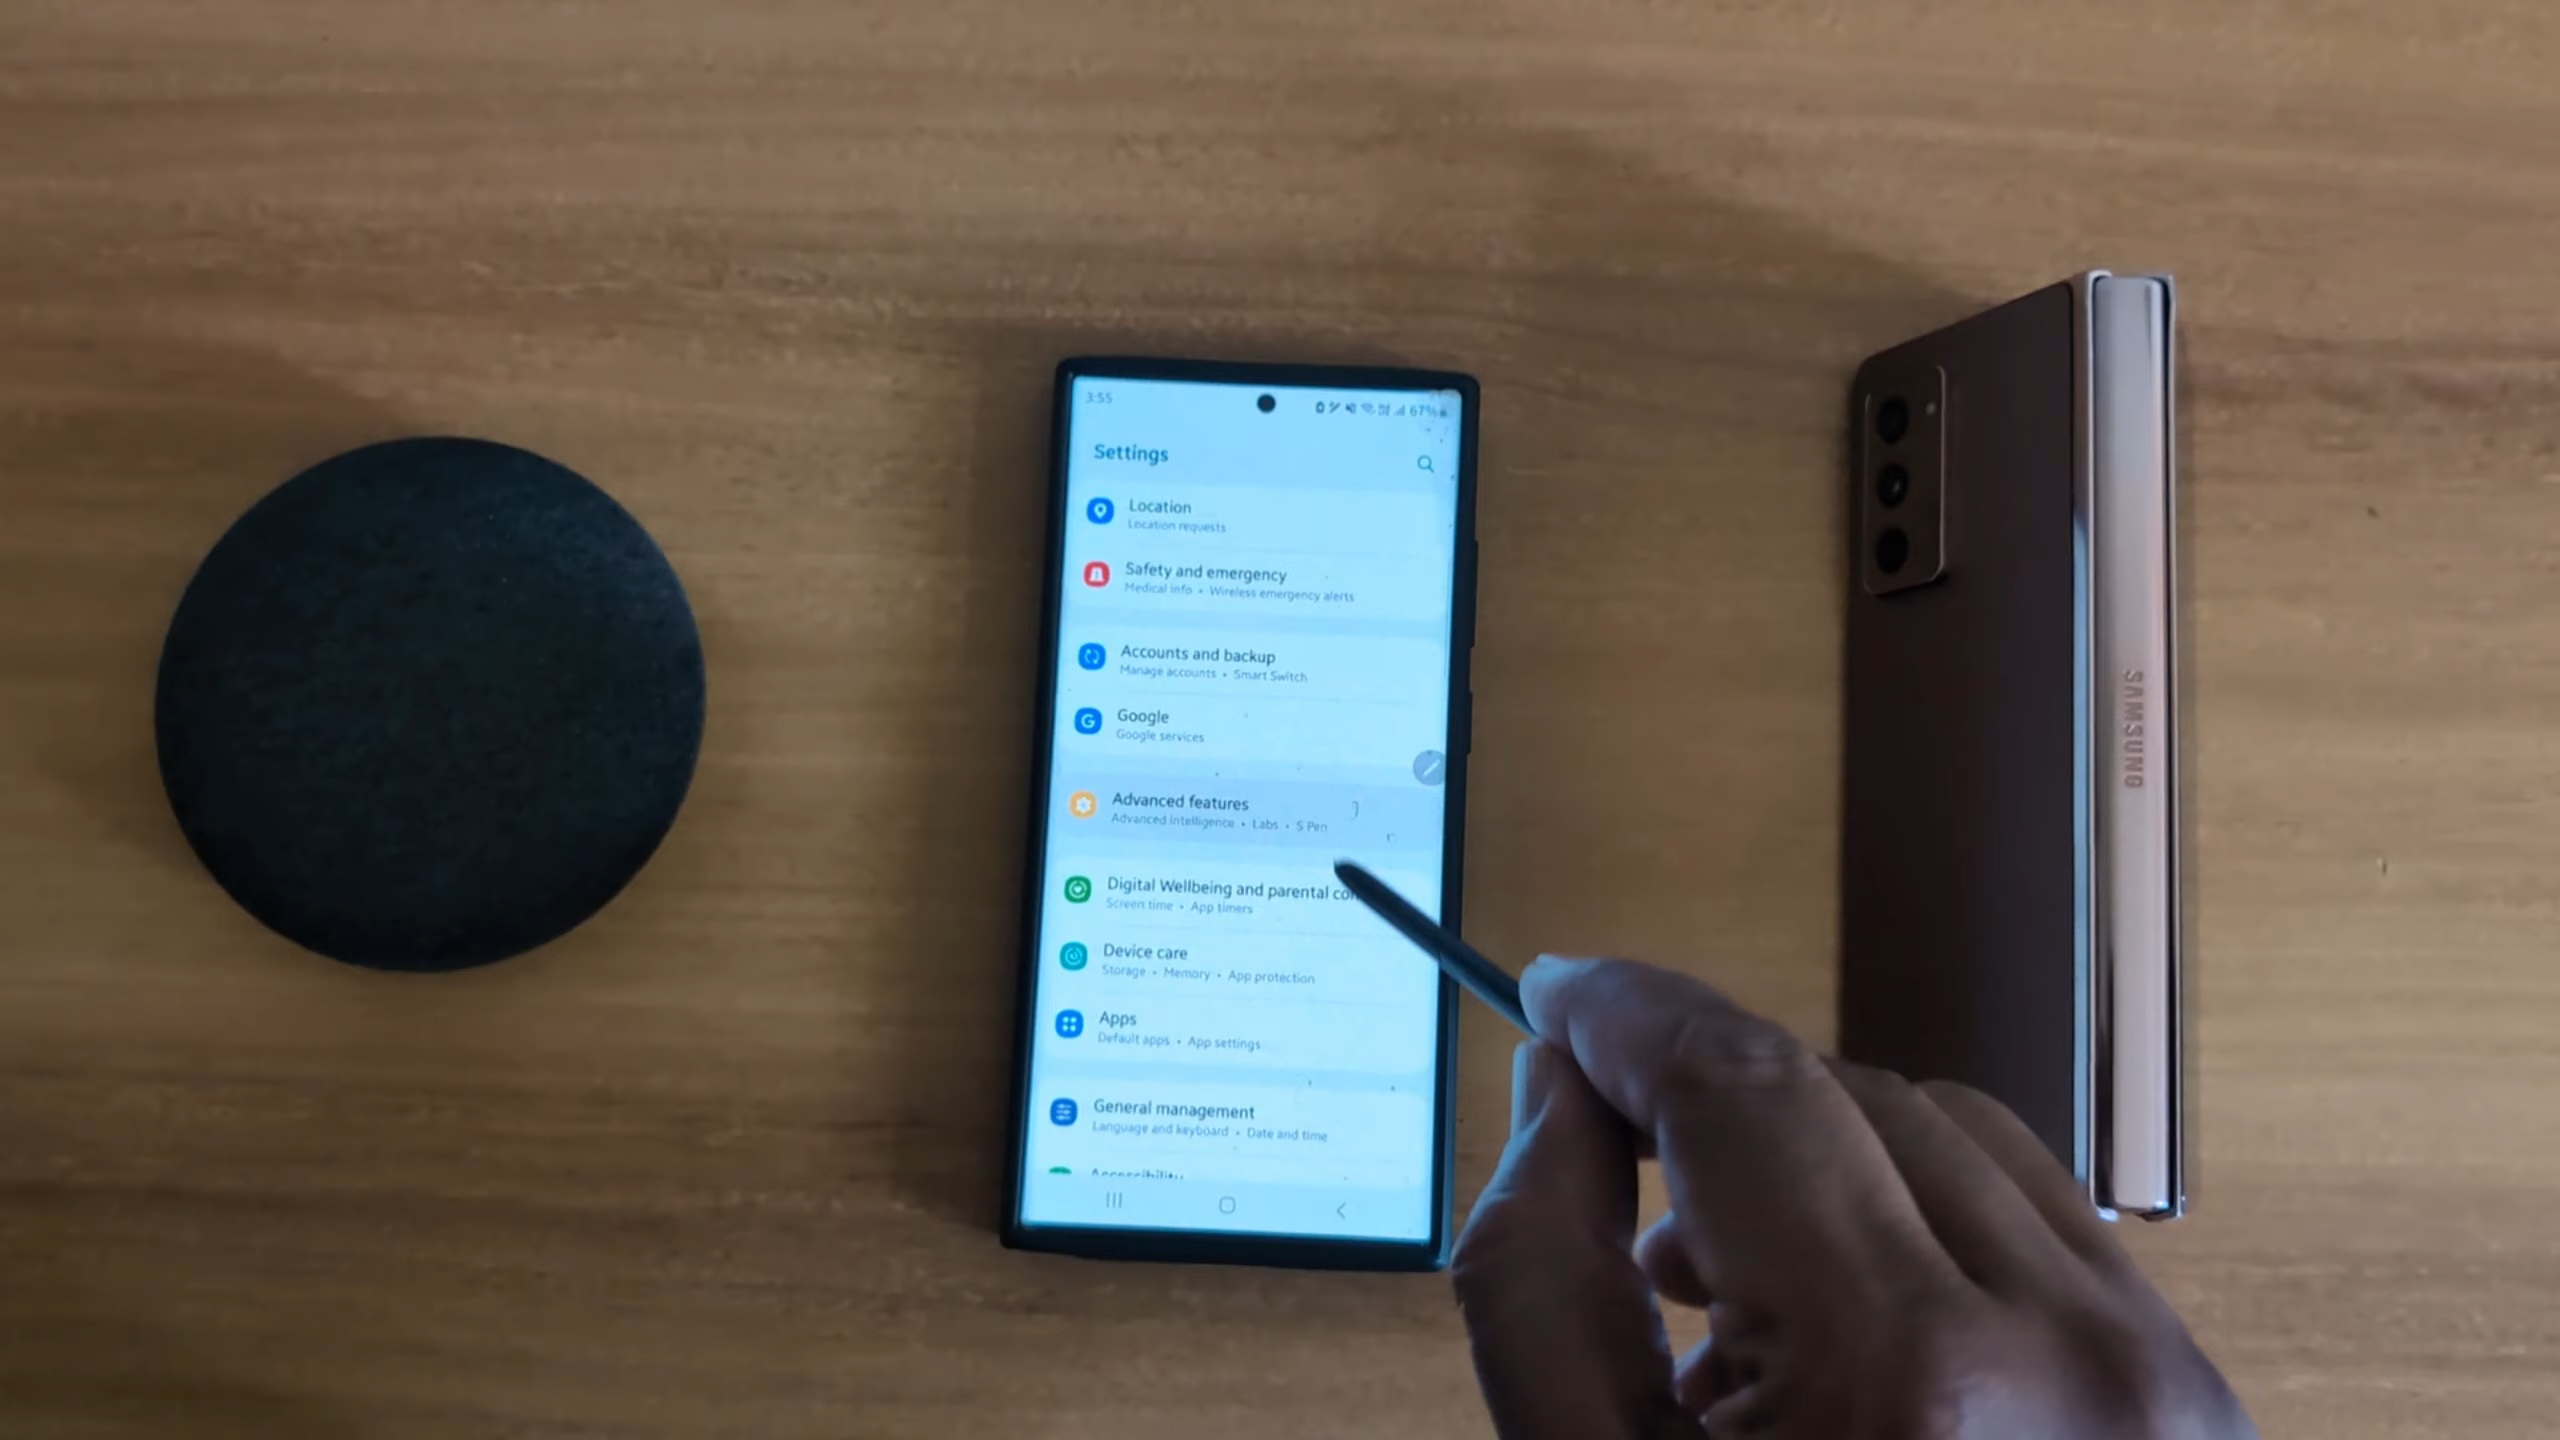 3:55
67%
Settings
Location
Location requests
Safety and emergency
Medical info • Wireless emergency alerts
Accounts and backup
Manage accounts • Smart Switch
Google
Google services
Advanced features
Advanced intelligence • Labs • S Pen
Digital Wellbeing and parental co
Screen time • App timers
Device care
Storage • Memory • App protection
Apps
Default apps • App settings
General management
Language and keyboard • Date and time
Accessibility
SAMSUNG